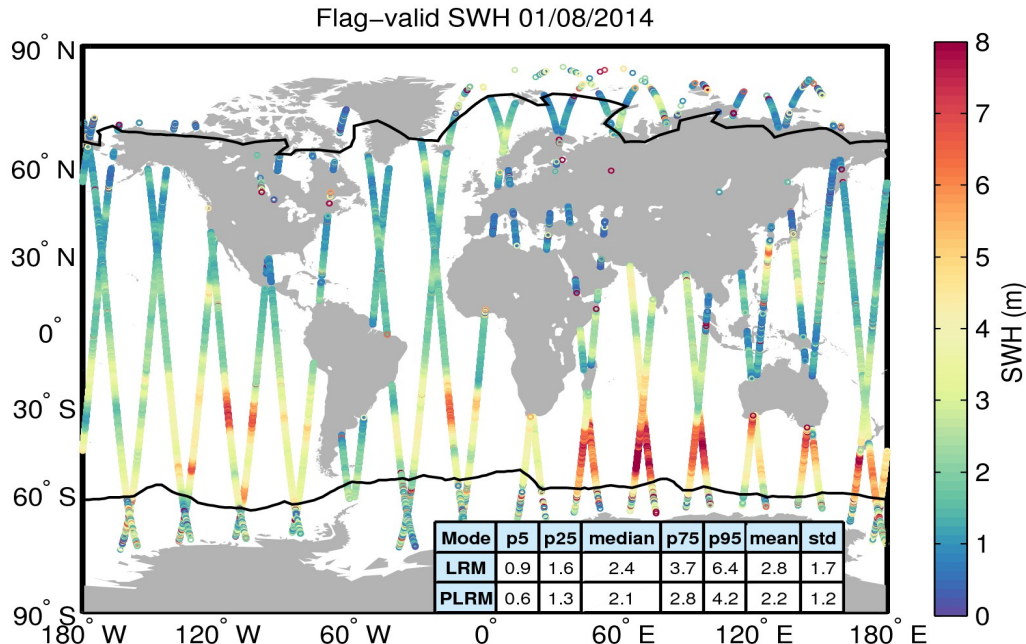 Flag-valid SWH 01/08/2014
90° N
60° N
30° N
0°
30° S
60° S
90° S
180° W 120° W 60° W 0° 60° E 120° E 180° E
Mode p5 p25 median p75 p95 mean std
LRM 0.9 1.6 2.4 3.7 6.4 2.8 1.7
PLRM 0.6 1.3 2.1 2.8 4.2 2.2 1.2
8
7
6
5
4
3
2
1
0
SWH (m)